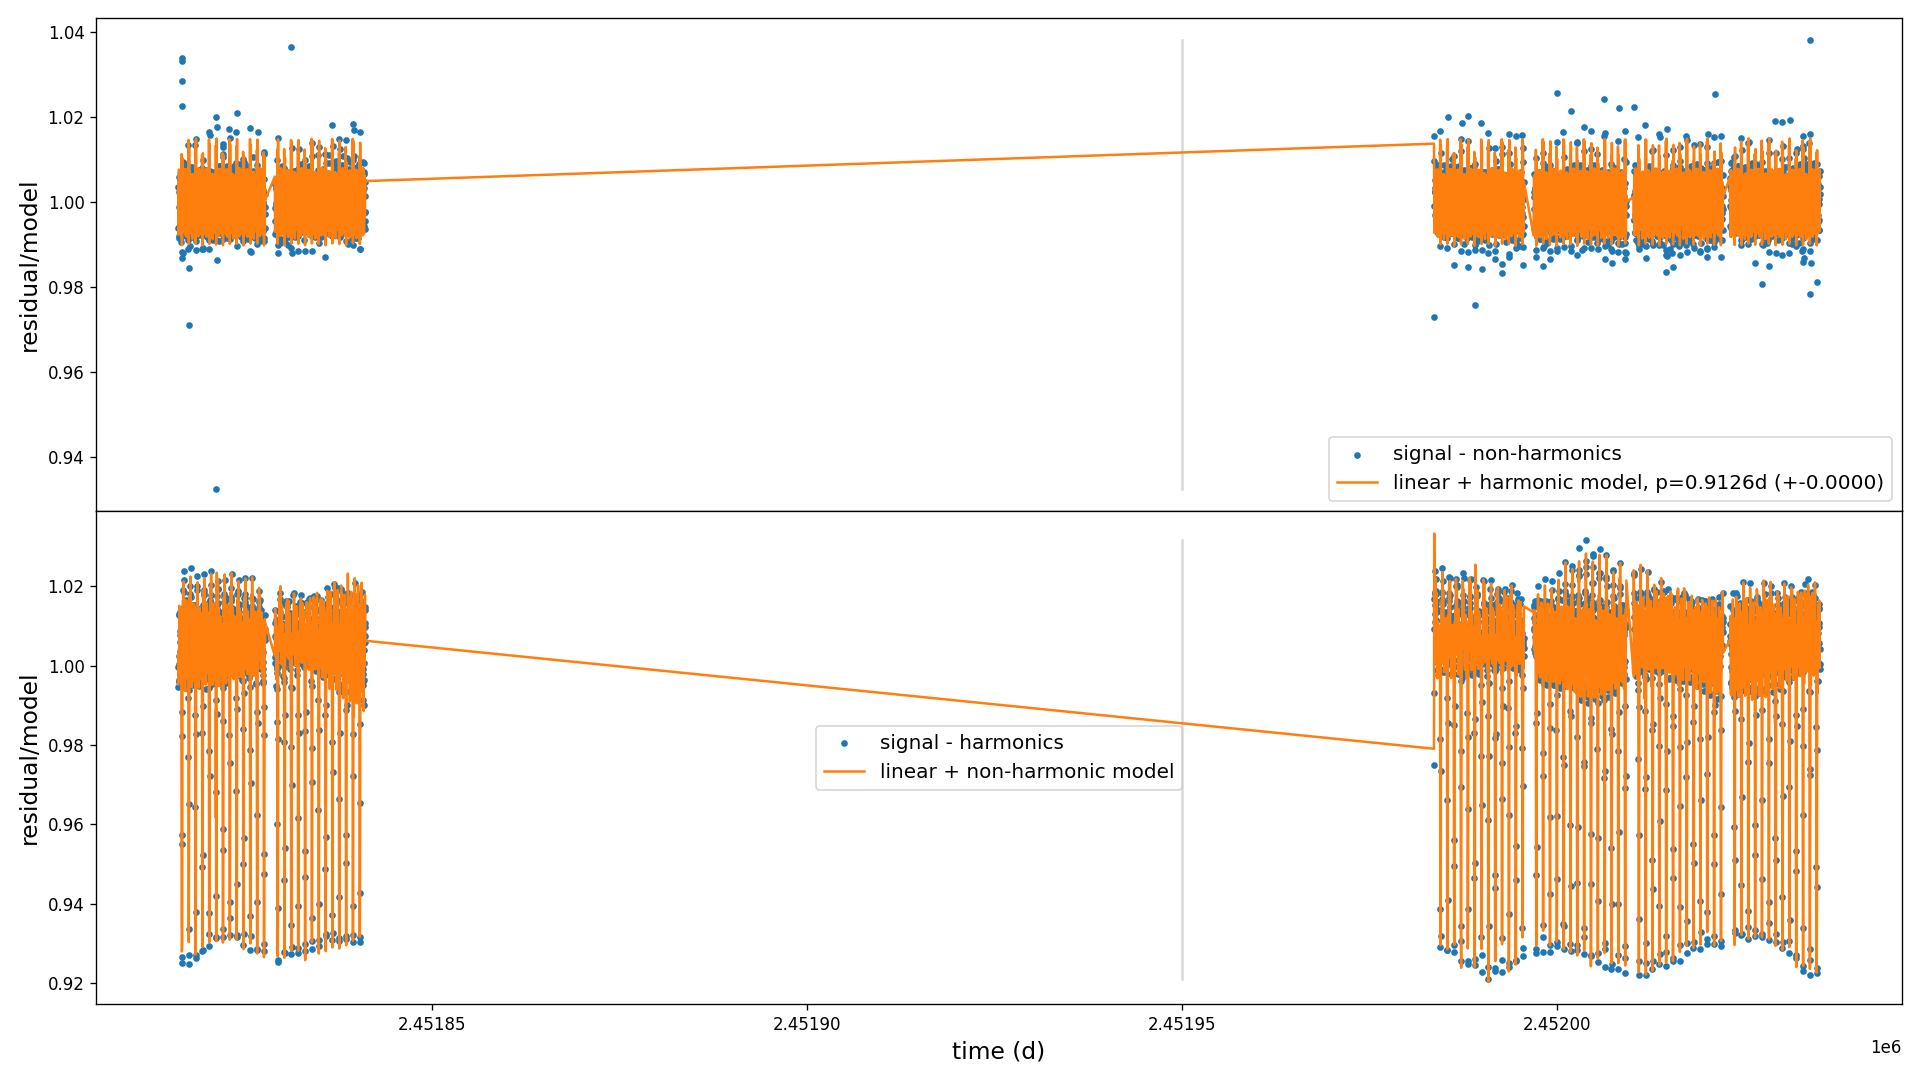 1.04
1.02
1.00
0.98
0.96
0.94
residual/model
signal - non-harmonics
linear + harmonic model, p=0.9126d (+-0.0000)
1.02
1.00
0.98
0.96
0.94
0.92
residual/model
signal - harmonics
linear + non-harmonic model
2.45185
2.45190
2.45195
2.45200
1e6
time (d)